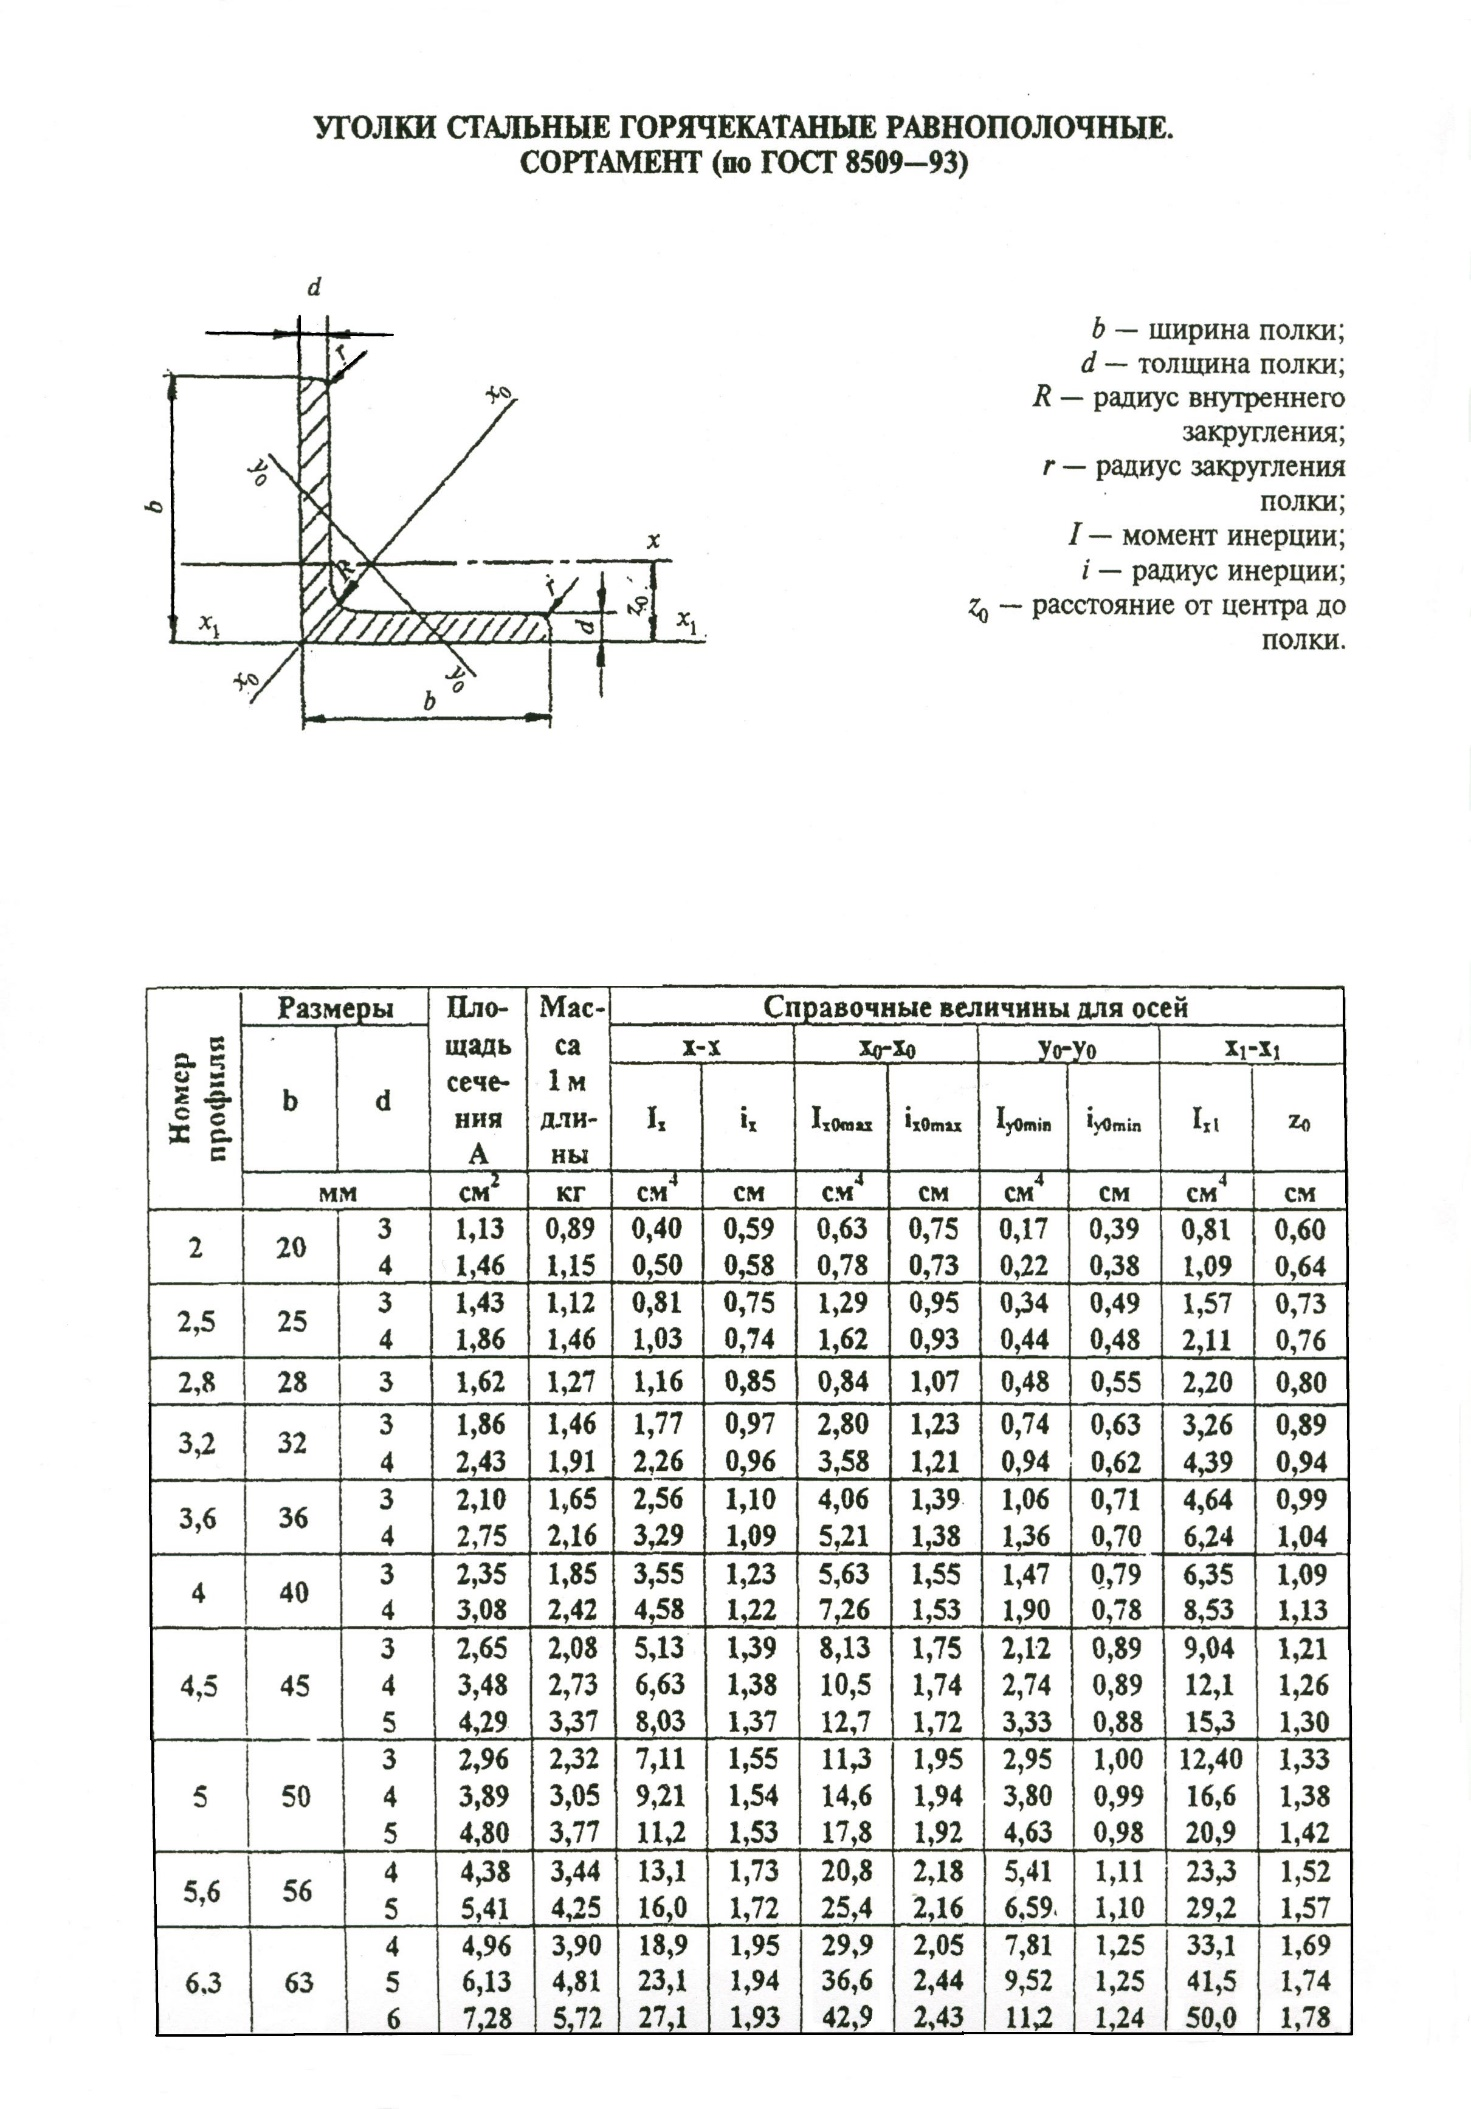 УГОЛКИ СТАЛЬНЫЕ ГОРЯЧЕКАТАНЫЕ РАВНОПОЛОЧНЫЕ.
СОРТАМЕНТ (по ГОСТ 8509—93)
d
r
x0
y0
b
x
R
r
z0
d
x1
x1
x0
y0
b
b — ширина полки;
d — толщина полки;
R — радиус внутреннего
закругления;
r — радиус закругления
полки;
I — момент инерции;
i — радиус инерции;
z0 — расстояние от центра до
полки.
Номер профиля
Размеры
Пло-
щадь
сече-
ния
А
Мас-
са
1 м
дли-
ны
Справочные величины для осей
x-x x0-x0 y0-y0 x1-x1
b d Ix ix Ix0max ix0max Iy0min iy0min Ix1 z0
мм см2 кг см4 см см4 см см4 см см4 см
2 20 3 1,13 0,89 0,40 0,59 0,63 0,75 0,17 0,39 0,81 0,60
4 1,46 1,15 0,50 0,58 0,78 0,73 0,22 0,38 1,09 0,64
2,5 25 3 1,43 1,12 0,81 0,75 1,29 0,95 0,34 0,49 1,57 0,73
4 1,86 1,46 1,03 0,74 1,62 0,93 0,44 0,48 2,11 0,76
2,8 28 3 1,62 1,27 1,16 0,85 0,84 1,07 0,48 0,55 2,20 0,80
3,2 32 3 1,86 1,46 1,77 0,97 2,80 1,23 0,74 0,63 3,26 0,89
4 2,43 1,91 2,26 0,96 3,58 1,21 0,94 0,62 4,39 0,94
3,6 36 3 2,10 1,65 2,56 1,10 4,06 1,39 1,06 0,71 4,64 0,99
4 2,75 2,16 3,29 1,09 5,21 1,38 1,36 0,70 6,24 1,04
4 40 3 2,35 1,85 3,55 1,23 5,63 1,55 1,47 0,79 6,35 1,09
4 3,08 2,42 4,58 1,22 7,26 1,53 1,90 0,78 8,53 1,13
4,5 45 3 2,65 2,08 5,13 1,39 8,13 1,75 2,12 0,89 9,04 1,21
4 3,48 2,73 6,63 1,38 10,5 1,74 2,74 0,89 12,1 1,26
5 4,29 3,37 8,03 1,37 12,7 1,72 3,33 0,88 15,3 1,30
5 50 3 2,96 2,32 7,11 1,55 11,3 1,95 2,95 1,00 12,40 1,33
4 3,89 3,05 9,21 1,54 14,6 1,94 3,80 0,99 16,6 1,38
5 4,80 3,77 11,2 1,53 17,8 1,92 4,63 0,98 20,9 1,42
5,6 56 4 4,38 3,44 13,1 1,73 20,8 2,18 5,41 1,11 23,3 1,52
5 5,41 4,25 16,0 1,72 25,4 2,16 6,59 1,10 29,2 1,57
6.3 63 4 4,96 3,90 18,9 1,95 29,9 2,05 7,81 1,25 33,1 1,69
5 6,13 4,81 23,1 1,94 36,6 2,44 9,52 1,25 41,5 1,74
6 7,28 5,72 27,1 1,93 42,9 2,43 11,2 1,24 50,0 1,78